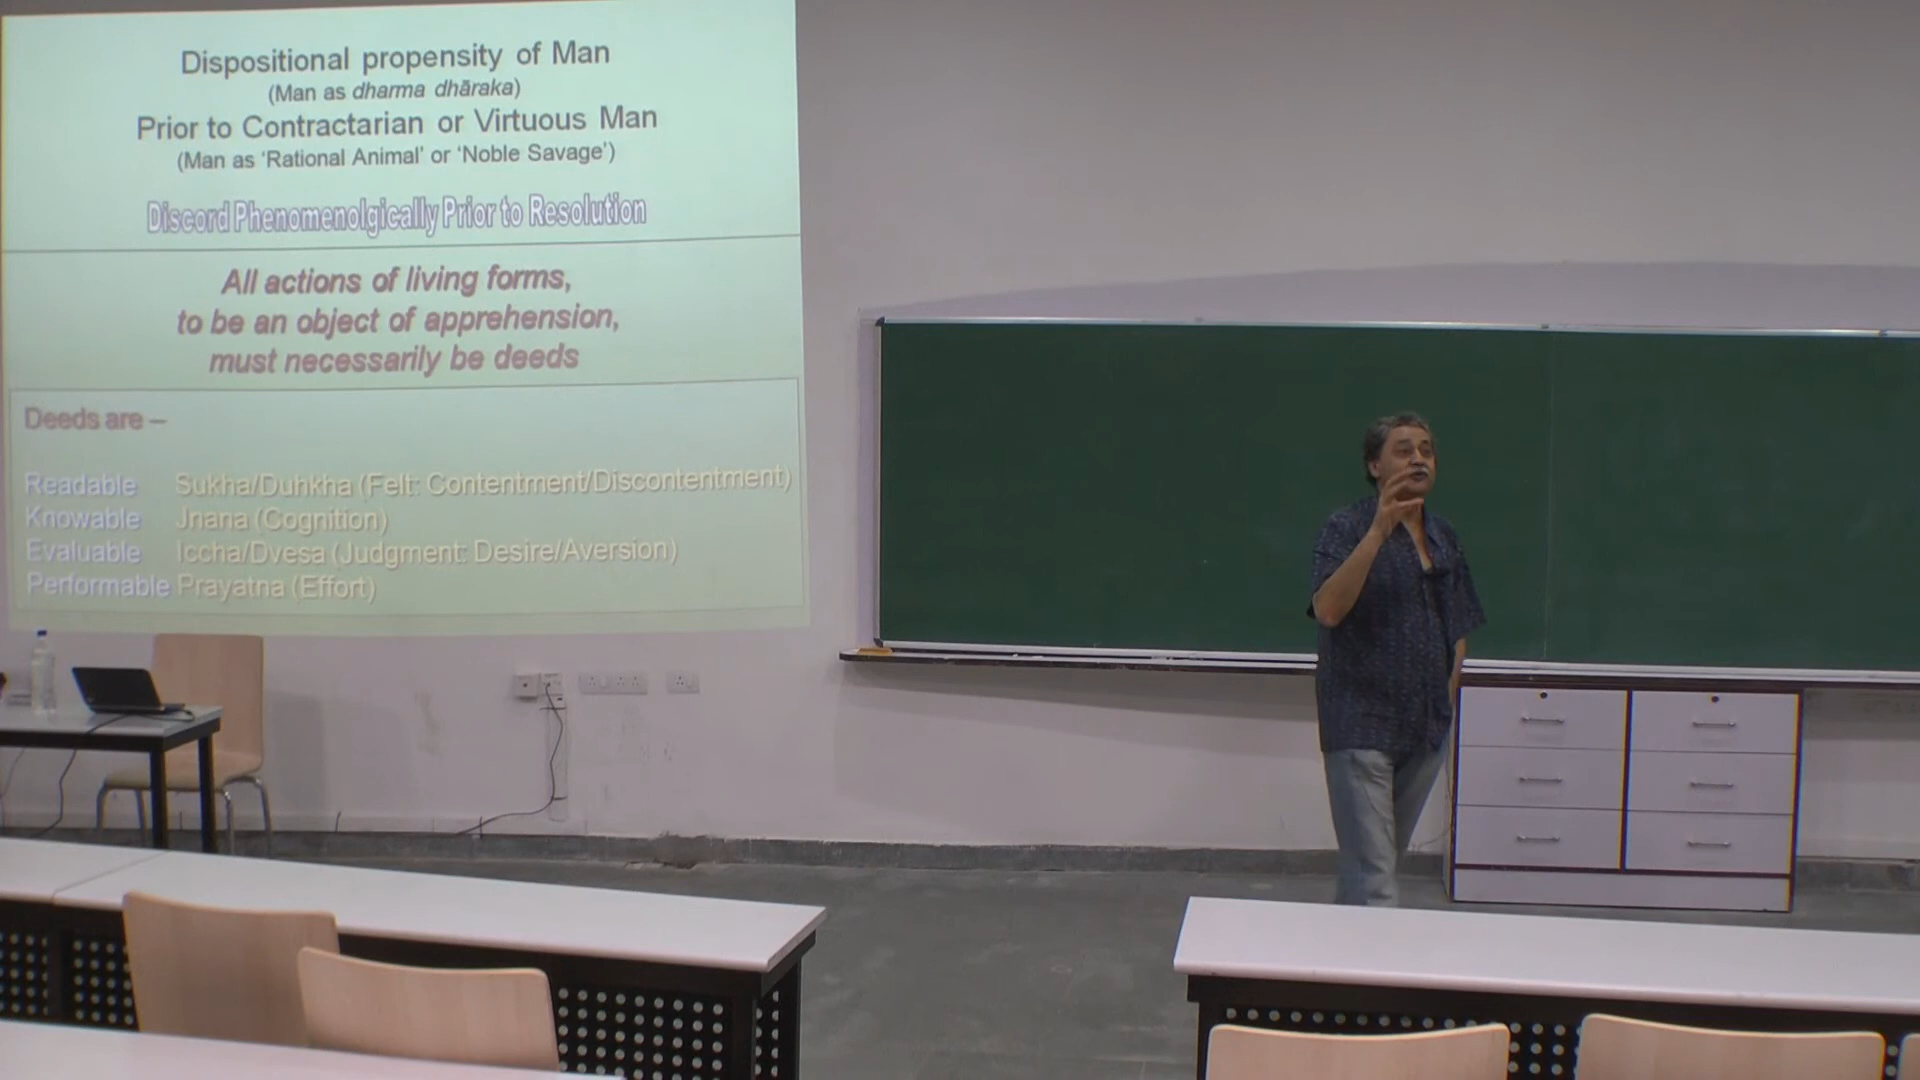 Dispositional propensity of Man
(Man as dharma dhāraka)
Prior to Contractarian or Virtuous Man
(Man as ‘Rational Animal’ or ‘Noble Savage’)
Discord Phenomenolgically Prior to Resolution
All actions of living forms,
to be an object of apprehension,
must necessarily be deeds
Deeds are –
Readable Sukha/Duhkha (Felt: Contentment/Discontentment)
Knowable Jnana (Cognition)
Evaluable Iccha/Dvesa (Judgment: Desire/Aversion)
Performable Prayatna (Effort)